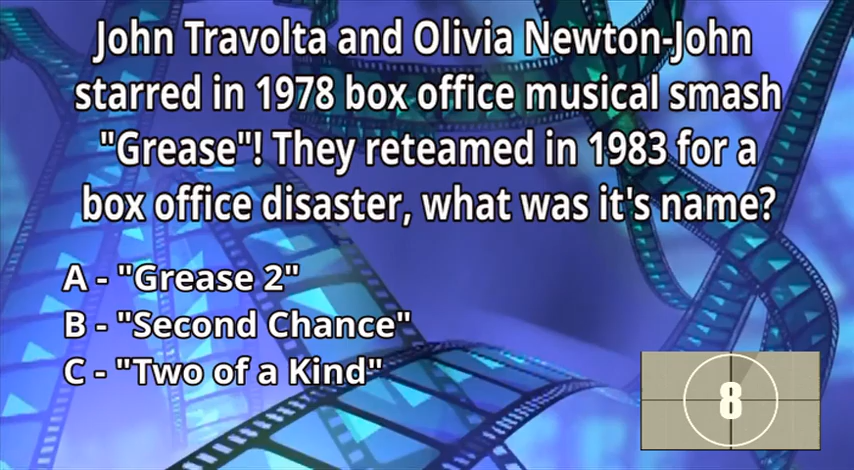 John Travolta and Olivia Newton-John
starred in 1978 box office musical smash
"Grease"! They reteamed in 1983 for a
box office disaster, what was it's name?
A - "Grease 2"
B - "Second Chance"
C - "Two of a Kind"
8